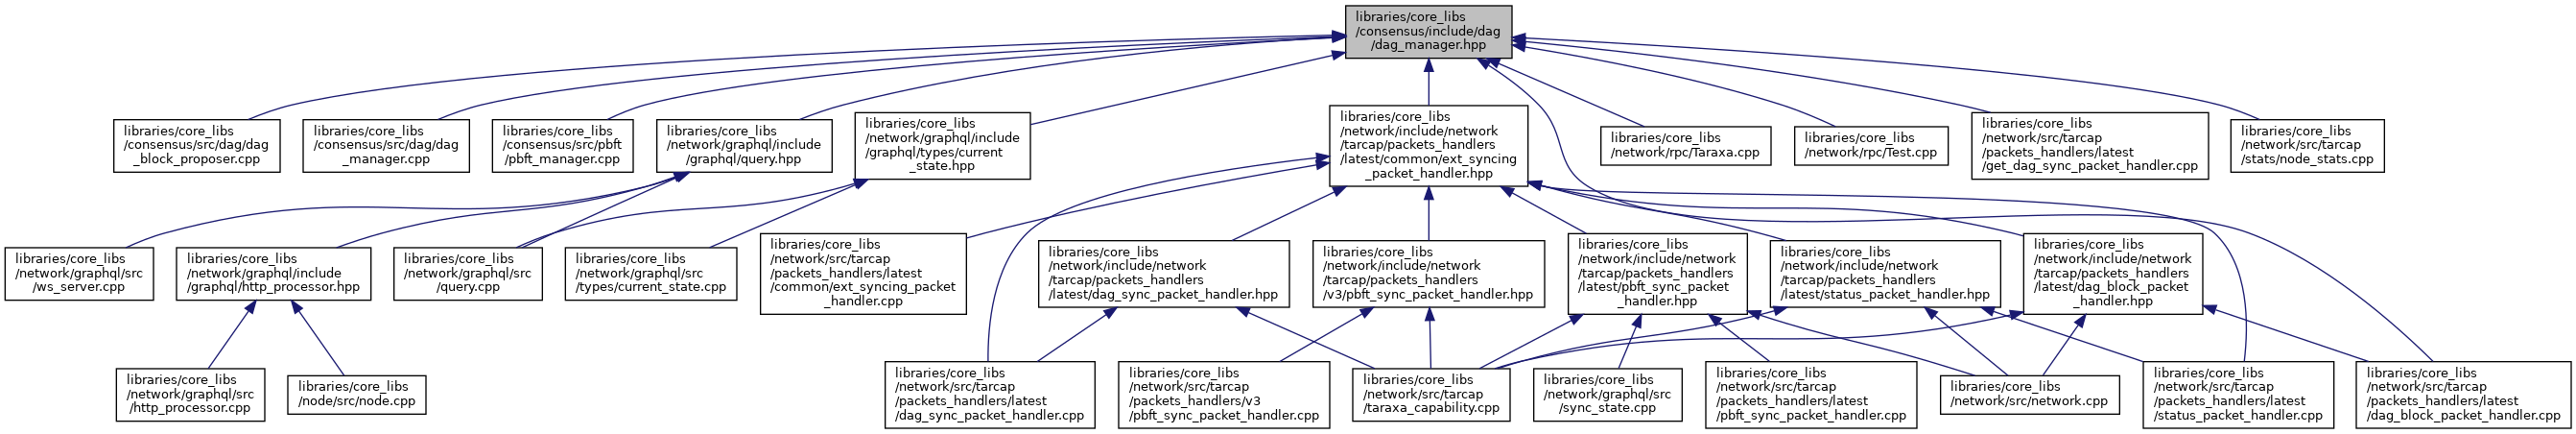 libraries/core_libs
/consensus/include/dag
/dag_manager.hpp
libraries/core_libs
/consensus/src/dag/dag
_block_proposer.cpp
libraries/core_libs
/consensus/src/dag/dag
_manager.cpp
libraries/core_libs
/consensus/src/pbft
/pbft_manager.cpp
libraries/core_libs
/network/graphql/include
/graphql/query.hpp
libraries/core_libs
/network/graphql/include
/graphql/types/current
_state.hpp
libraries/core_libs
/network/include/network
/tarcap/packets_handlers
/latest/common/ext_syncing
_packet_handler.hpp
libraries/core_libs
/network/rpc/Taraxa.cpp
libraries/core_libs
/network/rpc/Test.cpp
libraries/core_libs
/network/src/tarcap
/packets_handlers/latest
/get_dag_sync_packet_handler.cpp
libraries/core_libs
/network/src/tarcap
/stats/node_stats.cpp
libraries/core_libs
/network/graphql/src
/ws_server.cpp
libraries/core_libs
/network/graphql/include
/graphql/http_processor.hpp
libraries/core_libs
/network/graphql/src
/query.cpp
libraries/core_libs
/network/graphql/src
/types/current_state.cpp
libraries/core_libs
/network/src/tarcap
/packets_handlers/latest
/common/ext_syncing_packet
_handler.cpp
libraries/core_libs
/network/include/network
/tarcap/packets_handlers
/latest/dag_sync_packet_handler.hpp
libraries/core_libs
/network/include/network
/tarcap/packets_handlers
/v3/pbft_sync_packet_handler.hpp
libraries/core_libs
/network/include/network
/tarcap/packets_handlers
/latest/pbft_sync_packet
_handler.hpp
libraries/core_libs
/network/include/network
/tarcap/packets_handlers
/latest/status_packet_handler.hpp
libraries/core_libs
/network/include/network
/tarcap/packets_handlers
/latest/dag_block_packet
_handler.hpp
libraries/core_libs
/network/graphql/src
/http_processor.cpp
libraries/core_libs
/node/src/node.cpp
libraries/core_libs
/network/src/tarcap
/packets_handlers/latest
/dag_sync_packet_handler.cpp
libraries/core_libs
/network/src/tarcap
/packets_handlers/v3
/pbft_sync_packet_handler.cpp
libraries/core_libs
/network/src/tarcap
/taraxa_capability.cpp
libraries/core_libs
/network/graphql/src
/sync_state.cpp
libraries/core_libs
/network/src/tarcap
/packets_handlers/latest
/pbft_sync_packet_handler.cpp
libraries/core_libs
/network/src/network.cpp
libraries/core_libs
/network/src/tarcap
/packets_handlers/latest
/status_packet_handler.cpp
libraries/core_libs
/network/src/tarcap
/packets_handlers/latest
/dag_block_packet_handler.cpp